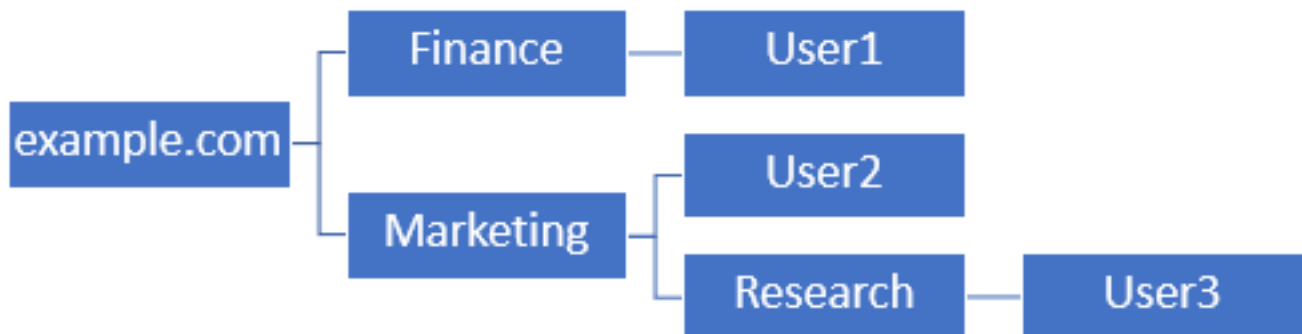 example.com
Finance
User1
Marketing
User2
Research
User3